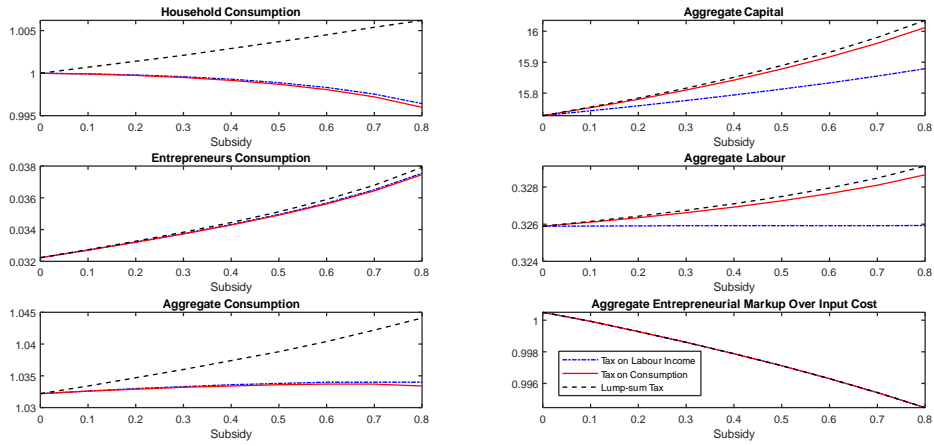 Household Consumption
1.005
1
0.995
0 0.1 0.2 0.3 0.4 0.5 0.6 0.7 0.8
Subsidy
Aggregate Capital
16
15.9
15.8
0 0.1 0.2 0.3 0.4 0.5 0.6 0.7 0.8
Subsidy
Entrepreneurs Consumption
0.038
0.036
0.034
0.032
0 0.1 0.2 0.3 0.4 0.5 0.6 0.7 0.8
Subsidy
Aggregate Labour
0.328
0.326
0.324
0 0.1 0.2 0.3 0.4 0.5 0.6 0.7 0.8
Subsidy
Aggregate Consumption
1.045
1.04
1.035
1.03
0 0.1 0.2 0.3 0.4 0.5 0.6 0.7 0.8
Subsidy
Aggregate Entrepreneurial Markup Over Input Cost
1
0.998
0.996
Tax on Labour Income
Tax on Consumption
Lump-sum Tax
0 0.1 0.2 0.3 0.4 0.5 0.6 0.7 0.8
Subsidy